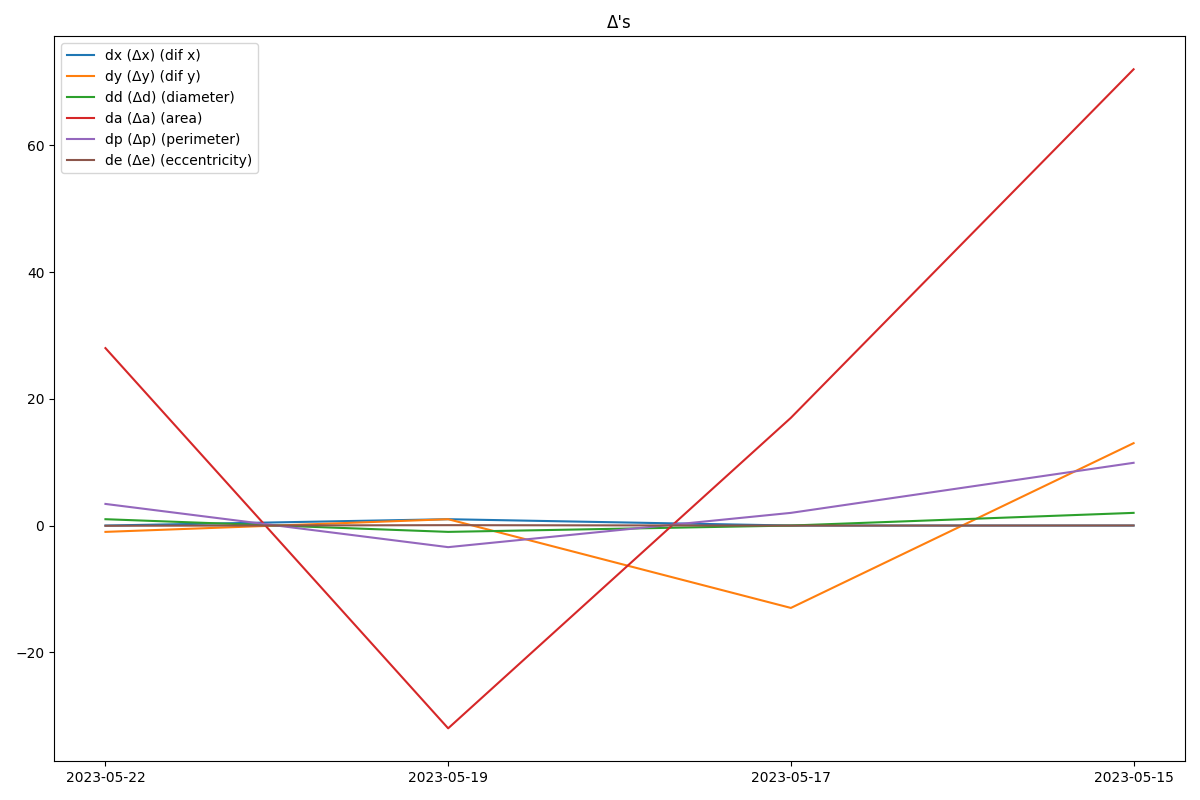 Δ's
dx (Δx) (dif x)
dy (Δy) (dif y)
dd (Δd) (diameter)
da (Δa) (area)
dp (Δp) (perimeter)
de (Δe) (eccentricity)
60
40
20
0
−20
2023-05-22 2023-05-19 2023-05-17 2023-05-15